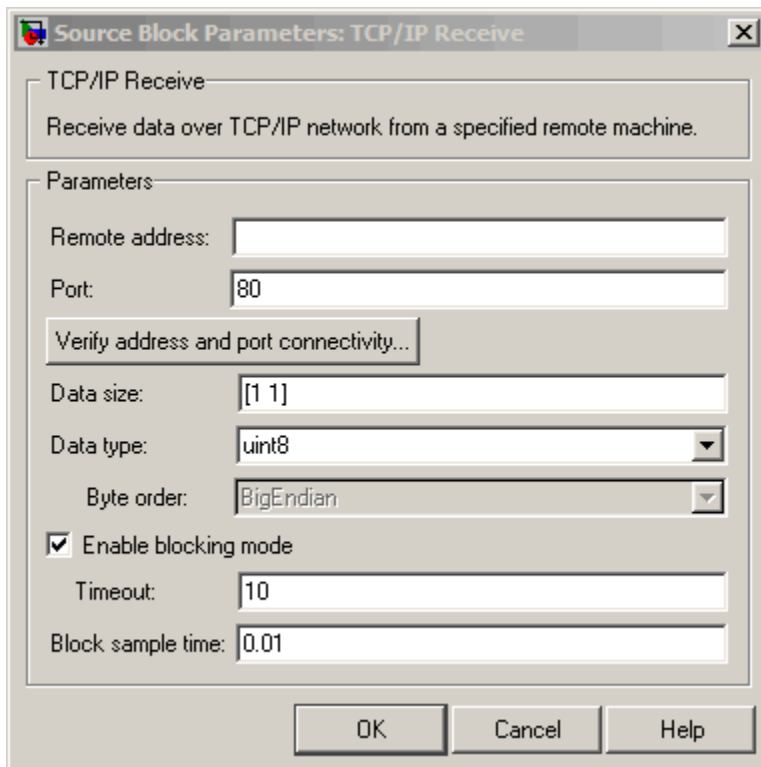 Source Block Parameters: TCP/IP Receive
TCP/IP Receive
Receive data over TCP/IP network from a specified remote machine.
Parameters
Remote address:
Port: 80
Verify address and port connectivity...
Data size: [1 1]
Data type: uint8
Byte order: BigEndian
Enable blocking mode
Timeout: 10
Block sample time: 0.01
OK Cancel Help